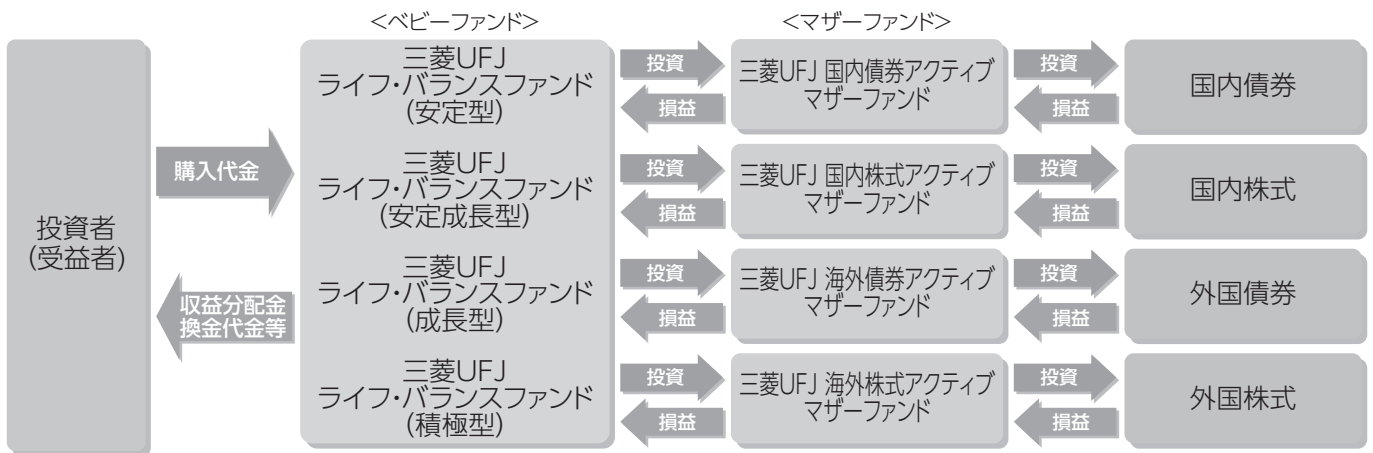 <ベビーファンド>
<マザーファンド>
投資者
(受益者)
購入代金
収益分配金
換金代金等
三菱UFJ
ライフ・バランスファンド
(安定型)
三菱UFJ
ライフ・バランスファンド
(安定成長型)
三菱UFJ
ライフ・バランスファンド
(成長型)
三菱UFJ
ライフ・バランスファンド
(積極型)
投資
損益
三菱UFJ 国内債券アクティブ
マザーファンド
投資
損益
国内債券
投資
損益
三菱UFJ 国内株式アクティブ
マザーファンド
投資
損益
国内株式
投資
損益
三菱UFJ 海外債券アクティブ
マザーファンド
投資
損益
外国債券
投資
損益
三菱UFJ 海外株式アクティブ
マザーファンド
投資
損益
外国株式